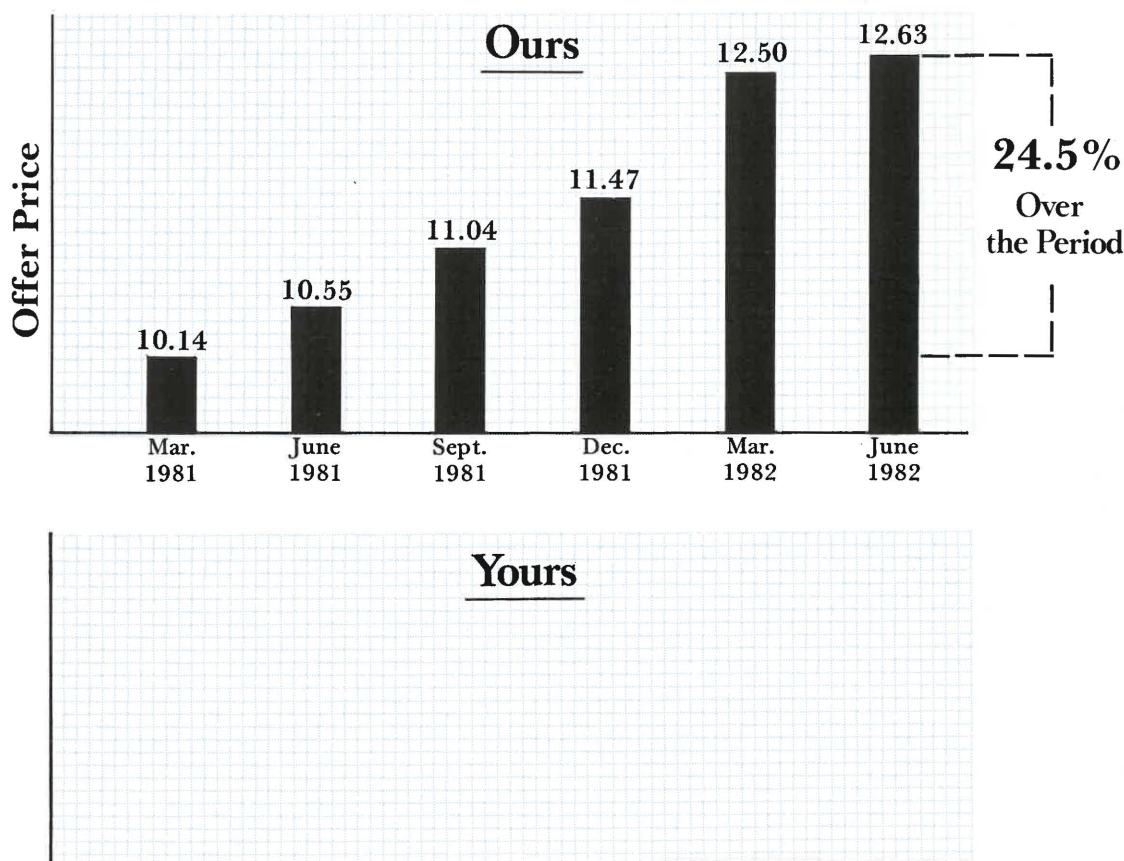 Ours
Offer Price
10.14
10.55
11.04
11.47
12.50
12.63
24.5%
Over
the Period
Mar. 1981
June 1981
Sept. 1981
Dec. 1981
Mar. 1982
June 1982
Yours